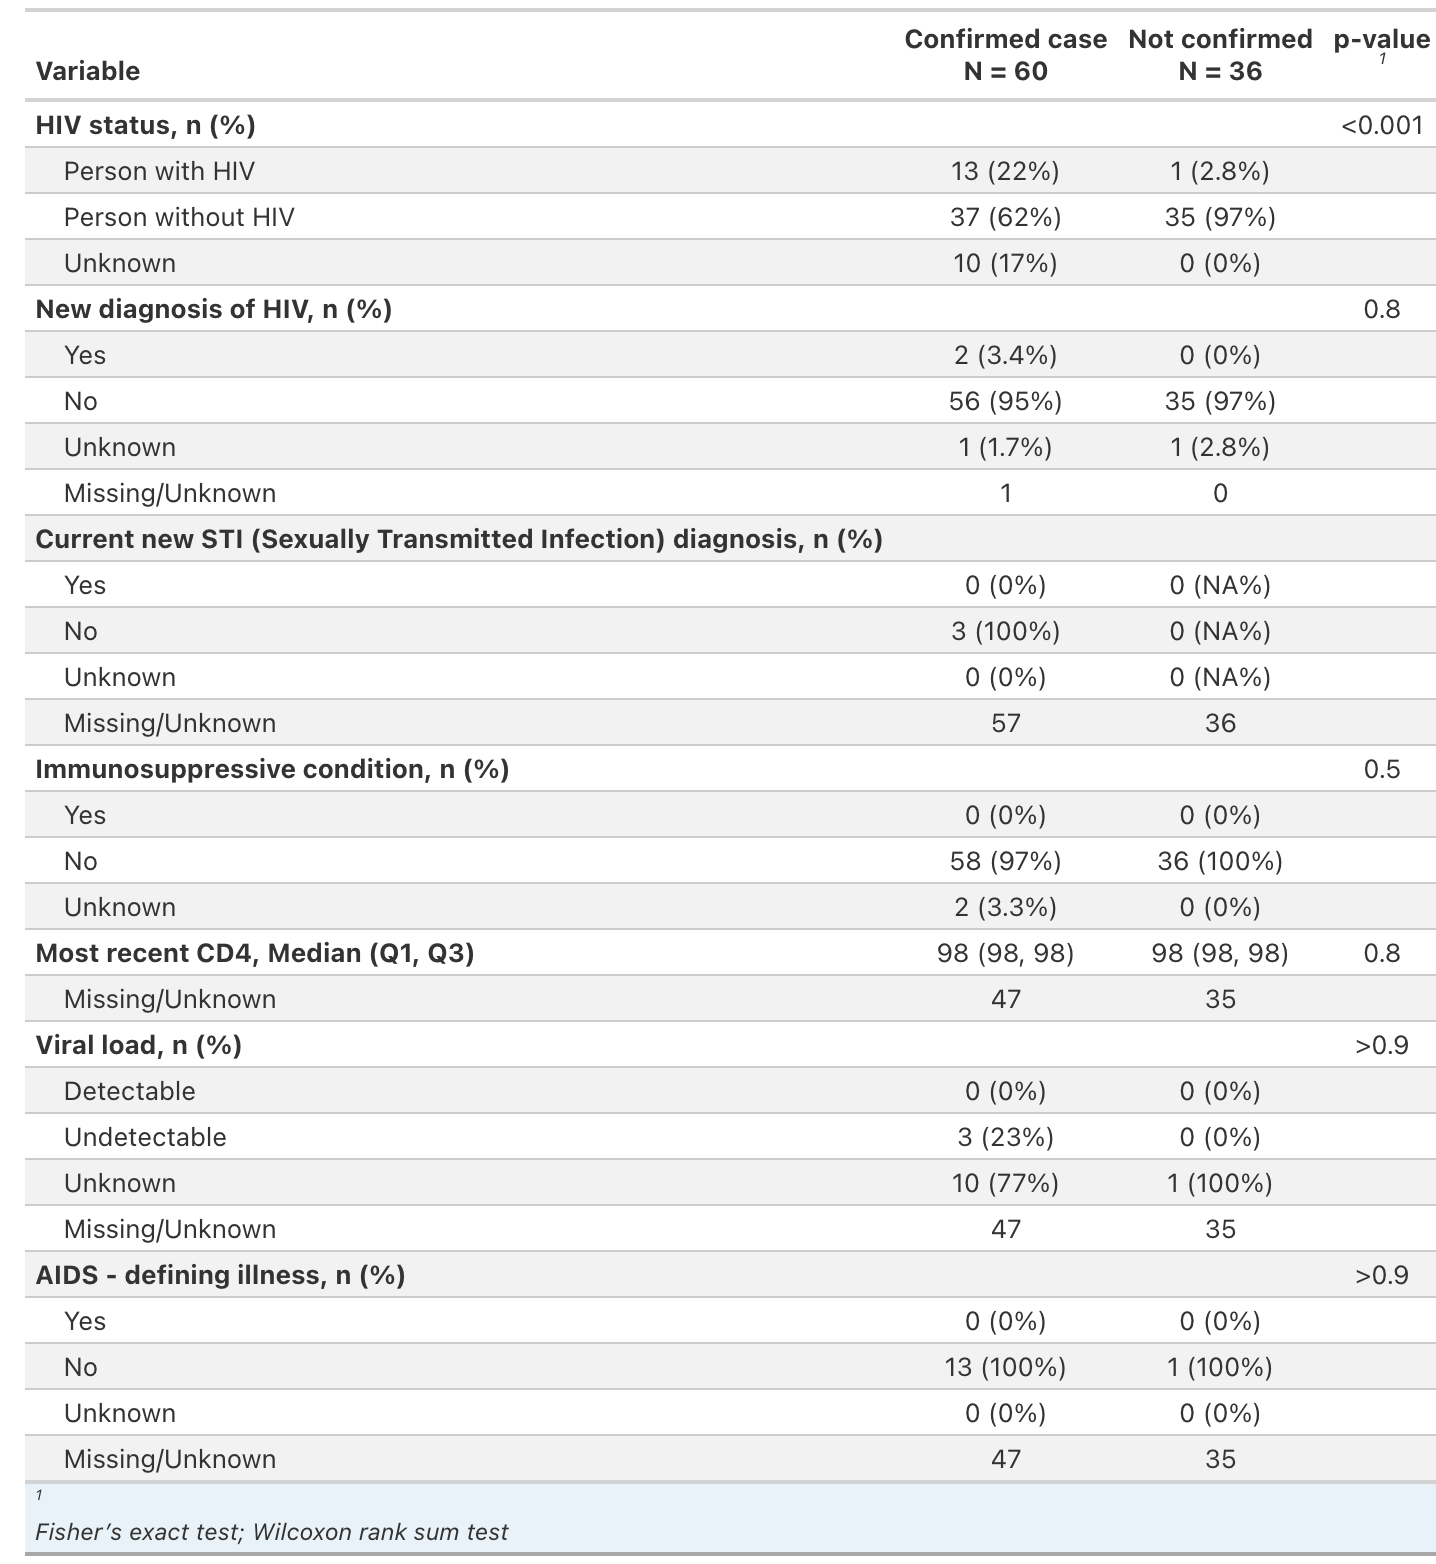 Variable Confirmed case N = 60 Not confirmed N = 36 p-value 1
HIV status, n (%) <0.001
Person with HIV 13 (22%) 1 (2.8%)
Person without HIV 37 (62%) 35 (97%)
Unknown 10 (17%) 0 (0%)
New diagnosis of HIV, n (%) 0.8
Yes 2 (3.4%) 0 (0%)
No 56 (95%) 35 (97%)
Unknown 1 (1.7%) 1 (2.8%)
Missing/Unknown 1 0
Current new STI (Sexually Transmitted Infection) diagnosis, n (%)
Yes 0 (0%) 0 (NA%)
No 3 (100%) 0 (NA%)
Unknown 0 (0%) 0 (NA%)
Missing/Unknown 57 36
Immunosuppressive condition, n (%) 0.5
Yes 0 (0%) 0 (0%)
No 58 (97%) 36 (100%)
Unknown 2 (3.3%) 0 (0%)
Most recent CD4, Median (Q1, Q3) 98 (98, 98) 98 (98, 98) 0.8
Missing/Unknown 47 35
Viral load, n (%) >0.9
Detectable 0 (0%) 0 (0%)
Undetectable 3 (23%) 0 (0%)
Unknown 10 (77%) 1 (100%)
Missing/Unknown 47 35
AIDS - defining illness, n (%) >0.9
Yes 0 (0%) 0 (0%)
No 13 (100%) 1 (100%)
Unknown 0 (0%) 0 (0%)
Missing/Unknown 47 35
1
Fisher's exact test; Wilcoxon rank sum test